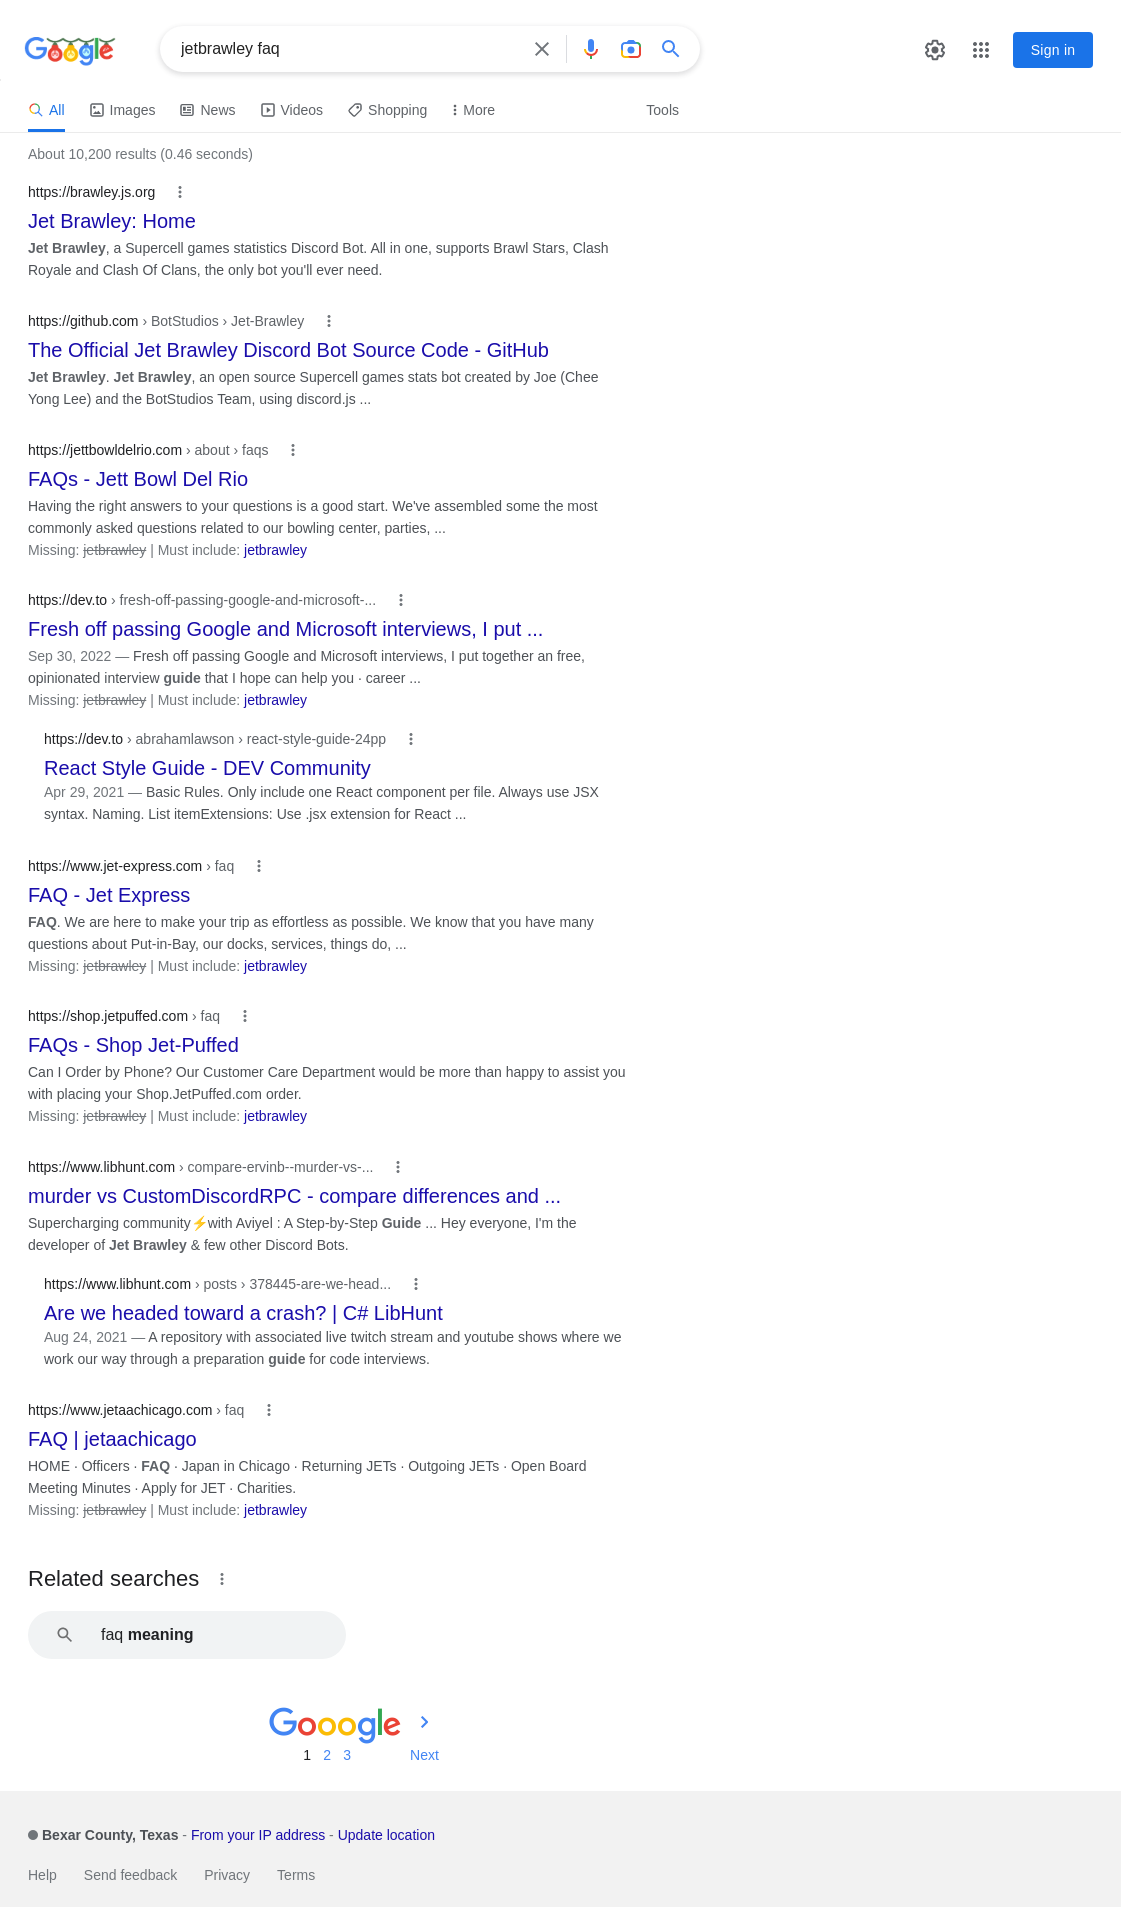 Google
jetbrawley faq
Sign in
All
Images
News
Videos
Shopping
More
Tools
About 10,200 results (0.46 seconds)
https://brawley.js.org
Jet Brawley: Home
Jet Brawley, a Supercell games statistics Discord Bot. All in one, supports Brawl Stars, Clash
Royale and Clash Of Clans, the only bot you'll ever need.
https://github.com › BotStudios › Jet-Brawley
The Official Jet Brawley Discord Bot Source Code - GitHub
Jet Brawley. Jet Brawley, an open source Supercell games stats bot created by Joe (Chee
Yong Lee) and the BotStudios Team, using discord.js ...
https://jettbowldelrio.com › about › faqs
FAQs - Jett Bowl Del Rio
Having the right answers to your questions is a good start. We've assembled some the most
commonly asked questions related to our bowling center, parties, ...
Missing: jetbrawley | Must include: jetbrawley
https://dev.to › fresh-off-passing-google-and-microsoft-...
Fresh off passing Google and Microsoft interviews, I put ...
Sep 30, 2022 — Fresh off passing Google and Microsoft interviews, I put together an free,
opinionated interview guide that I hope can help you · career ...
Missing: jetbrawley | Must include: jetbrawley
https://dev.to › abrahamlawson › react-style-guide-24pp
React Style Guide - DEV Community
Apr 29, 2021 — Basic Rules. Only include one React component per file. Always use JSX
syntax. Naming. List itemExtensions: Use .jsx extension for React ...
https://www.jet-express.com › faq
FAQ - Jet Express
FAQ. We are here to make your trip as effortless as possible. We know that you have many
questions about Put-in-Bay, our docks, services, things do, ...
Missing: jetbrawley | Must include: jetbrawley
https://shop.jetpuffed.com › faq
FAQs - Shop Jet-Puffed
Can I Order by Phone? Our Customer Care Department would be more than happy to assist you
with placing your Shop.JetPuffed.com order.
Missing: jetbrawley | Must include: jetbrawley
https://www.libhunt.com › compare-ervinb--murder-vs-...
murder vs CustomDiscordRPC - compare differences and ...
Supercharging community⚡with Aviyel : A Step-by-Step Guide ... Hey everyone, I'm the
developer of Jet Brawley & few other Discord Bots.
https://www.libhunt.com › posts › 378445-are-we-head...
Are we headed toward a crash? | C# LibHunt
Aug 24, 2021 — A repository with associated live twitch stream and youtube shows where we
work our way through a preparation guide for code interviews.
https://www.jetaachicago.com › faq
FAQ | jetaachicago
HOME · Officers · FAQ · Japan in Chicago · Returning JETs · Outgoing JETs · Open Board
Meeting Minutes · Apply for JET · Charities.
Missing: jetbrawley | Must include: jetbrawley
Related searches
faq meaning
Gooogle
1 2 3 Next
Bexar County, Texas - From your IP address - Update location
Help Send feedback Privacy Terms